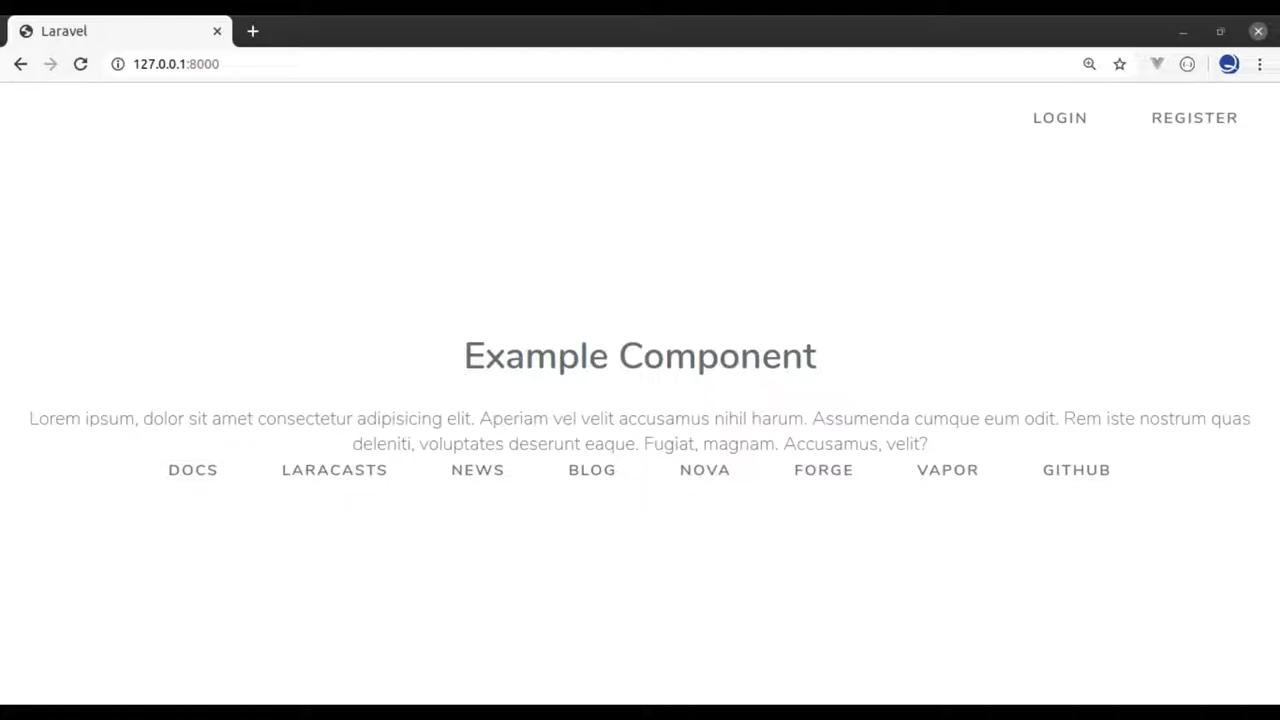 Laravel
127.0.0.1:8000
LOGIN REGISTER
Example Component
Lorem ipsum, dolor sit amet consectetur adipisicing elit. Aperiam vel velit accusamus nihil harum. Assumenda cumque eum odit. Rem iste nostrum quas
deleniti, voluptates deserunt eaque. Fugiat, magnam. Accusamus, velit?
DOCS LARACASTS NEWS BLOG NOVA FORGE VAPOR GITHUB